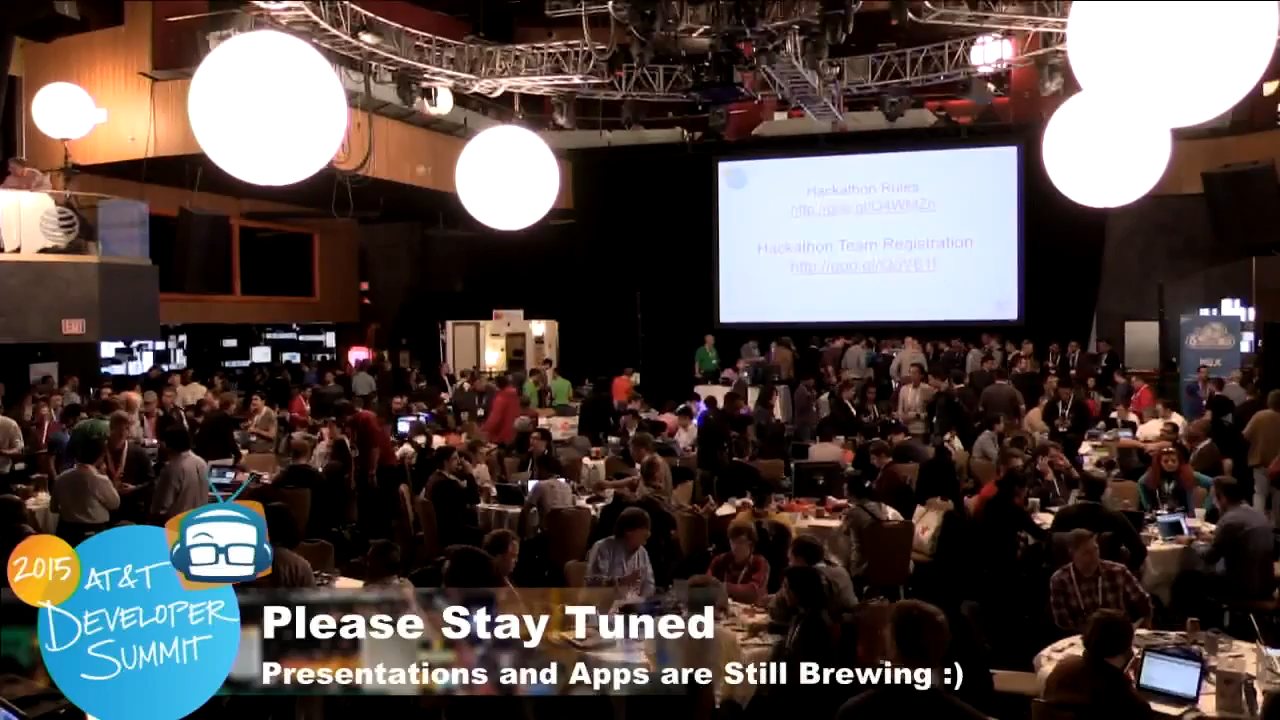 Hackathon Rules
Hackathon Team Registration
EXIT
2015
AT&T
DEVELOPER
SUMMIT
Please Stay Tuned
Presentations and Apps are Still Brewing :)